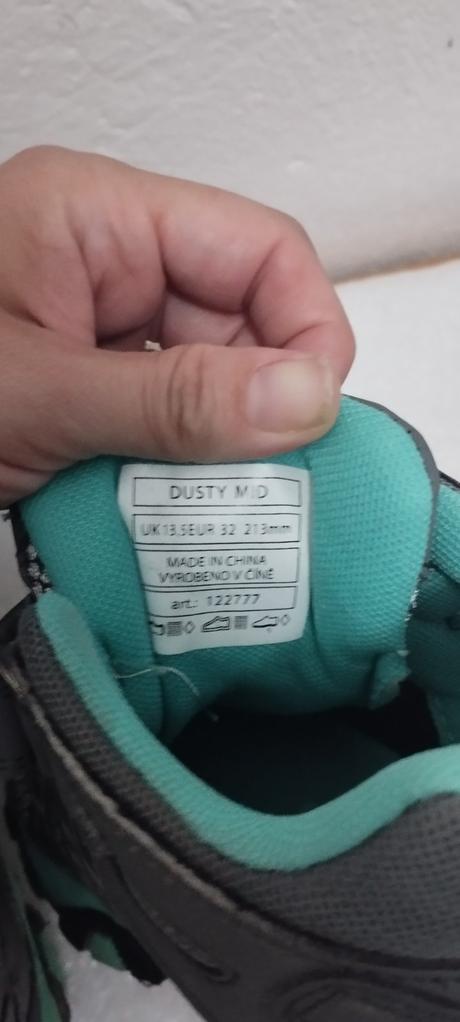 DUSTY MID
UK13,5EUR 32 213mm
MADE IN CHINA
VYROBENO V ČÍNĚ
art.: 122777